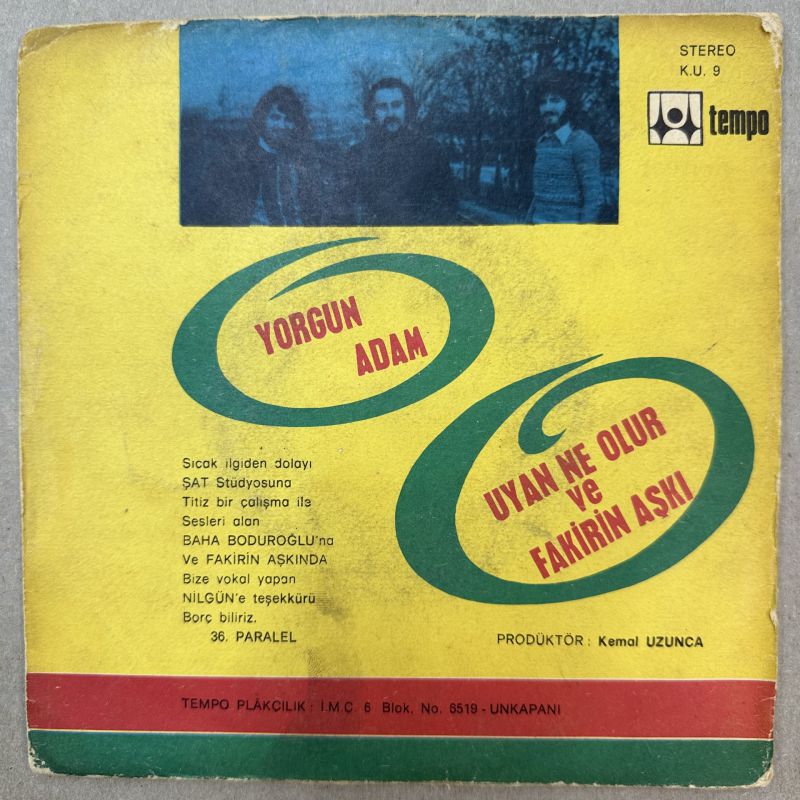 STEREO
K.U. 9
tempo
YORGUN
ADAM
UYAN NE OLUR
ve
FAKİRİN AŞKI
Sıcak ilgiden dolayı
ŞAT Stüdyosuna
Titiz bir çalışma ile
Sesleri alan
BAHA BODUROĞLU'na
Ve FAKİRİN AŞKINDA
Bize vokal yapan
NİLGÜN'e teşekkürü
Borç biliriz.
36. PARALEL
PRODÜKTÖR : Kemal UZUNCA
TEMPO PLÂKÇILIK : İ.M.Ç. 6 Blok. No. 6519 - UNKAPANI